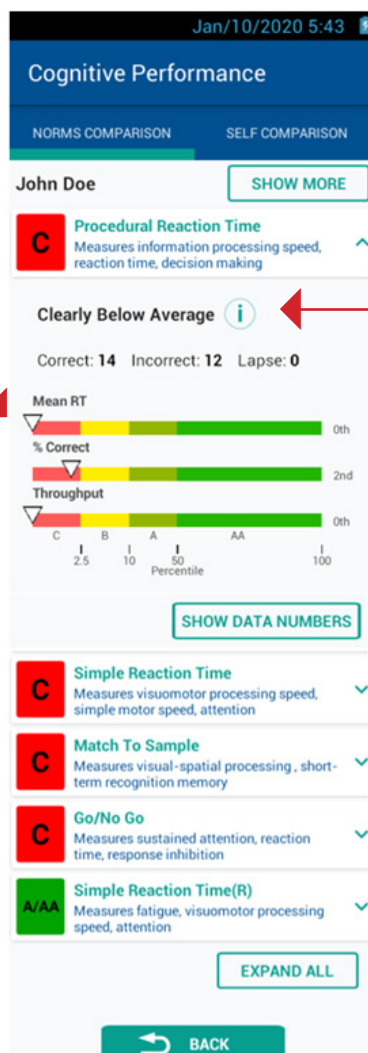 Jan/10/2020 5:43
Cognitive Performance
NORMS COMPARISON SELF COMPARISON
John Doe SHOW MORE
C
Procedural Reaction Time
Measures information processing speed,
reaction time, decision making
Clearly Below Average i
Correct: 14 Incorrect: 12 Lapse: 0
Mean RT
0th
% Correct
2nd
Throughput
0th
C B A AA
2.5 10 50 100
Percentile
SHOW DATA NUMBERS
C
Simple Reaction Time
Measures visuomotor processing speed,
simple motor speed, attention
C
Match To Sample
Measures visual-spatial processing , short-
term recognition memory
C
Go/No Go
Measures sustained attention, reaction
time, response inhibition
A/AA
Simple Reaction Time(R)
Measures fatigue, visuomotor processing
speed, attention
EXPAND ALL
BACK